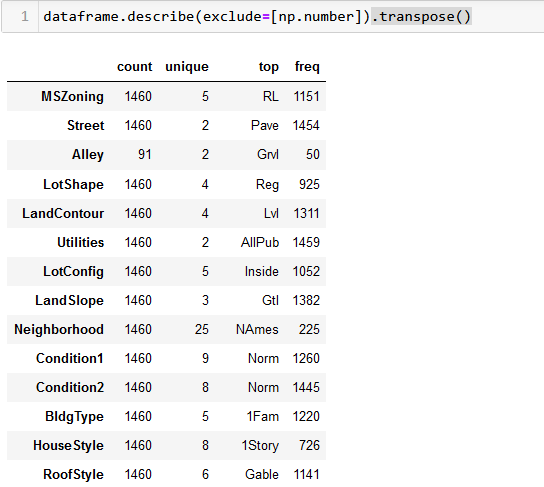 1 dataframe.describe(exclude=[np.number]).transpose()
count unique top freq
MSZoning 1460 5 RL 1151
Street 1460 2 Pave 1454
Alley 91 2 Grvl 50
LotShape 1460 4 Reg 925
LandContour 1460 4 Lvl 1311
Utilities 1460 2 AllPub 1459
LotConfig 1460 5 Inside 1052
LandSlope 1460 3 Gtl 1382
Neighborhood 1460 25 NAmes 225
Condition1 1460 9 Norm 1260
Condition2 1460 8 Norm 1445
BldgType 1460 5 1Fam 1220
HouseStyle 1460 8 1Story 726
RoofStyle 1460 6 Gable 1141